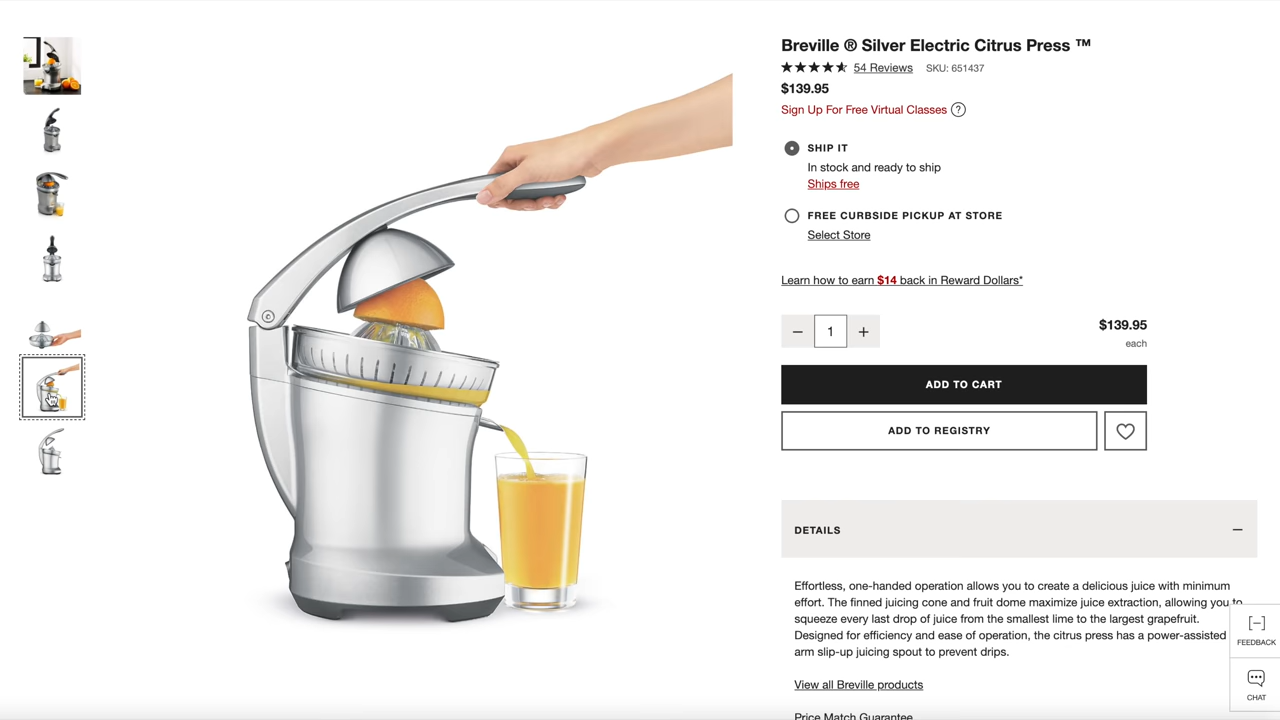 Breville ® Silver Electric Citrus Press ™
54 Reviews SKU: 651437
$139.95
Sign Up For Free Virtual Classes ?
SHIP IT
In stock and ready to ship
Ships free
FREE CURBSIDE PICKUP AT STORE
Select Store
Learn how to earn $14 back in Reward Dollars*
− 1 +
$139.95
each
ADD TO CART
ADD TO REGISTRY
DETAILS −
Effortless, one-handed operation allows you to create a delicious juice with minimum
effort. The finned juicing cone and fruit dome maximize juice extraction, allowing you to
squeeze every last drop of juice from the smallest lime to the largest grapefruit.
Designed for efficiency and ease of operation, the citrus press has a power-assisted
arm slip-up juicing spout to prevent drips.
View all Breville products
Price Match Guarantee
[-]
FEEDBACK
CHAT